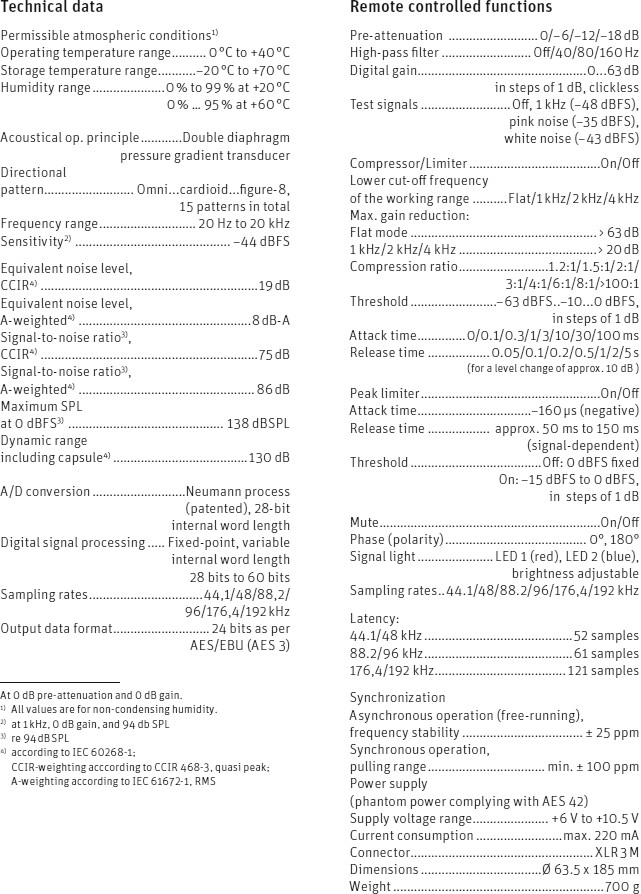 Technical data
Permissible atmospheric conditions1)
Operating temperature range.......... 0 °C to +40 °C
Storage temperature range...........–20 °C to +70 °C
Humidity range.....................0 % to 99 % at +20 °C
0 % ... 95 % at +60 °C
Acoustical op. principle............Double diaphragm
pressure gradient transducer
Directional
pattern.......................... Omni...cardioid...figure-8,
15 patterns in total
Frequency range............................ 20 Hz to 20 kHz
Sensitivity2) ............................................. –44 dBFS
Equivalent noise level,
CCIR4) ...............................................................19 dB
Equivalent noise level,
A-weighted4) ..................................................8 dB-A
Signal-to-noise ratio3),
CCIR4) ...............................................................75 dB
Signal-to-noise ratio3),
A-weighted4) ................................................... 86 dB
Maximum SPL
at 0 dBFS3) ............................................. 138 dBSPL
Dynamic range
including capsule4) .......................................130 dB
A/D conversion ...........................Neumann process
(patented), 28-bit
internal word length
Digital signal processing ..... Fixed-point, variable
internal word length
28 bits to 60 bits
Sampling rates.................................44,1/48/88,2/
96/176,4/192 kHz
Output data format............................ 24 bits as per
AES/EBU (AES 3)
At 0 dB pre-attenuation and 0 dB gain.
1) All values are for non-condensing humidity.
2) at 1 kHz, 0 dB gain, and 94 db SPL
3) re 94 dBSPL
4) according to IEC 60268-1;
CCIR-weighting acccording to CCIR 468-3, quasi peak;
A-weighting according to IEC 61672-1, RMS
Remote controlled functions
Pre-attenuation .......................... 0/–6/–12/–18 dB
High-pass filter .......................... Off/40/80/160 Hz
Digital gain.................................................0...63 dB
in steps of 1 dB, clickless
Test signals ..........................Off, 1 kHz (–48 dBFS),
pink noise (–35 dBFS),
white noise (–43 dBFS)
Compressor/Limiter ......................................On/Off
Lower cut-off frequency
of the working range ..........Flat/1 kHz/2 kHz/4 kHz
Max. gain reduction:
Flat mode ...................................................... > 63 dB
1 kHz/2 kHz/4 kHz ........................................> 20 dB
Compression ratio..........................1.2:1/1.5:1/2:1/
3:1/4:1/6:1/8:1/>100:1
Threshold .........................–63 dBFS..–10...0 dBFS,
in steps of 1 dB
Attack time..............0/0.1/0.3/1/3/10/30/100 ms
Release time ..................0.05/0.1/0.2/0.5/1/2/5 s
(for a level change of approx. 10 dB )
Peak limiter....................................................On/Off
Attack time.................................–160 µs (negative)
Release time .................. approx. 50 ms to 150 ms
(signal-dependent)
Threshold ......................................Off: 0 dBFS fixed
On: –15 dBFS to 0 dBFS,
in steps of 1 dB
Mute................................................................On/Off
Phase (polarity)......................................... 0°, 180°
Signal light ...................... LED 1 (red), LED 2 (blue),
brightness adjustable
Sampling rates..44.1/48/88.2/96/176,4/192 kHz
Latency:
44.1/48 kHz ...........................................52 samples
88.2/96 kHz ...........................................61 samples
176,4/192 kHz...................................... 121 samples
Synchronization
Asynchronous operation (free-running),
frequency stability .................................... ± 25 ppm
Synchronous operation,
pulling range.................................. min. ± 100 ppm
Power supply
(phantom power complying with AES 42)
Supply voltage range...................... +6 V to +10.5 V
Current consumption .........................max. 220 mA
Connector.....................................................XLR 3 M
Dimensions ...................................Ø 63.5 x 185 mm
Weight .............................................................700 g